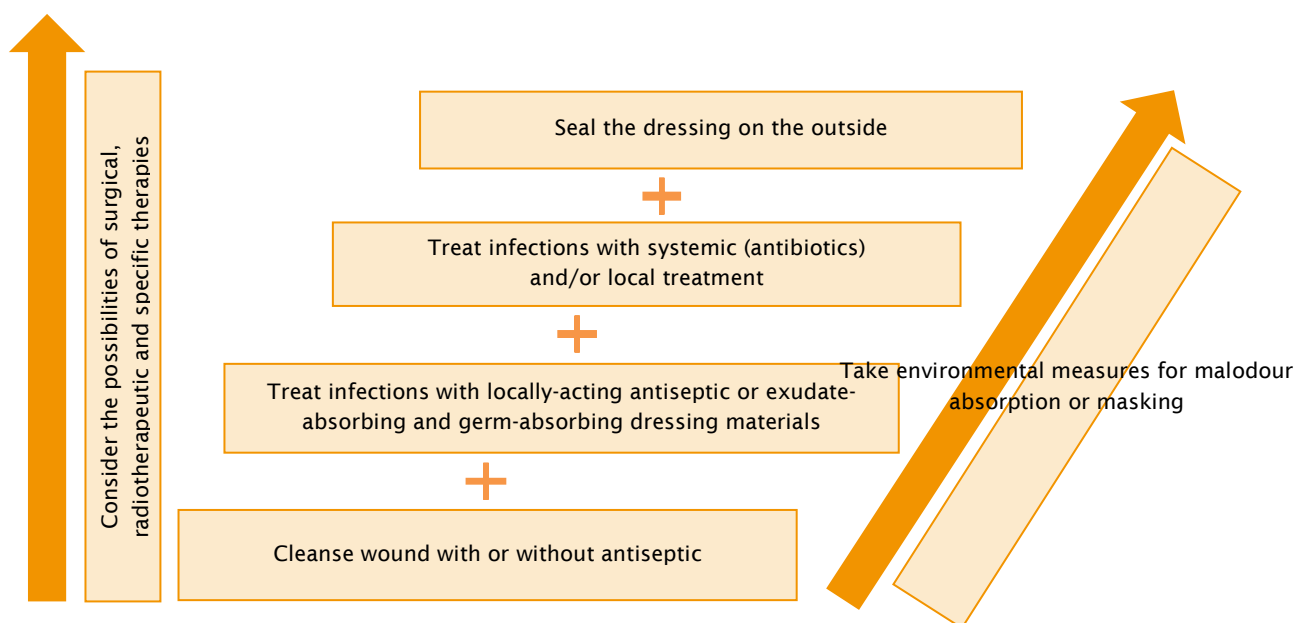 Consider the possibilities of surgical,
radiotherapeutic and specific therapies
Seal the dressing on the outside
Treat infections with systemic (antibiotics)
and/or local treatment
Treat infections with locally-acting antiseptic or exudate-
absorbing and germ-absorbing dressing materials
Cleanse wound with or without antiseptic
Take environmental measures for malodour
absorption or masking